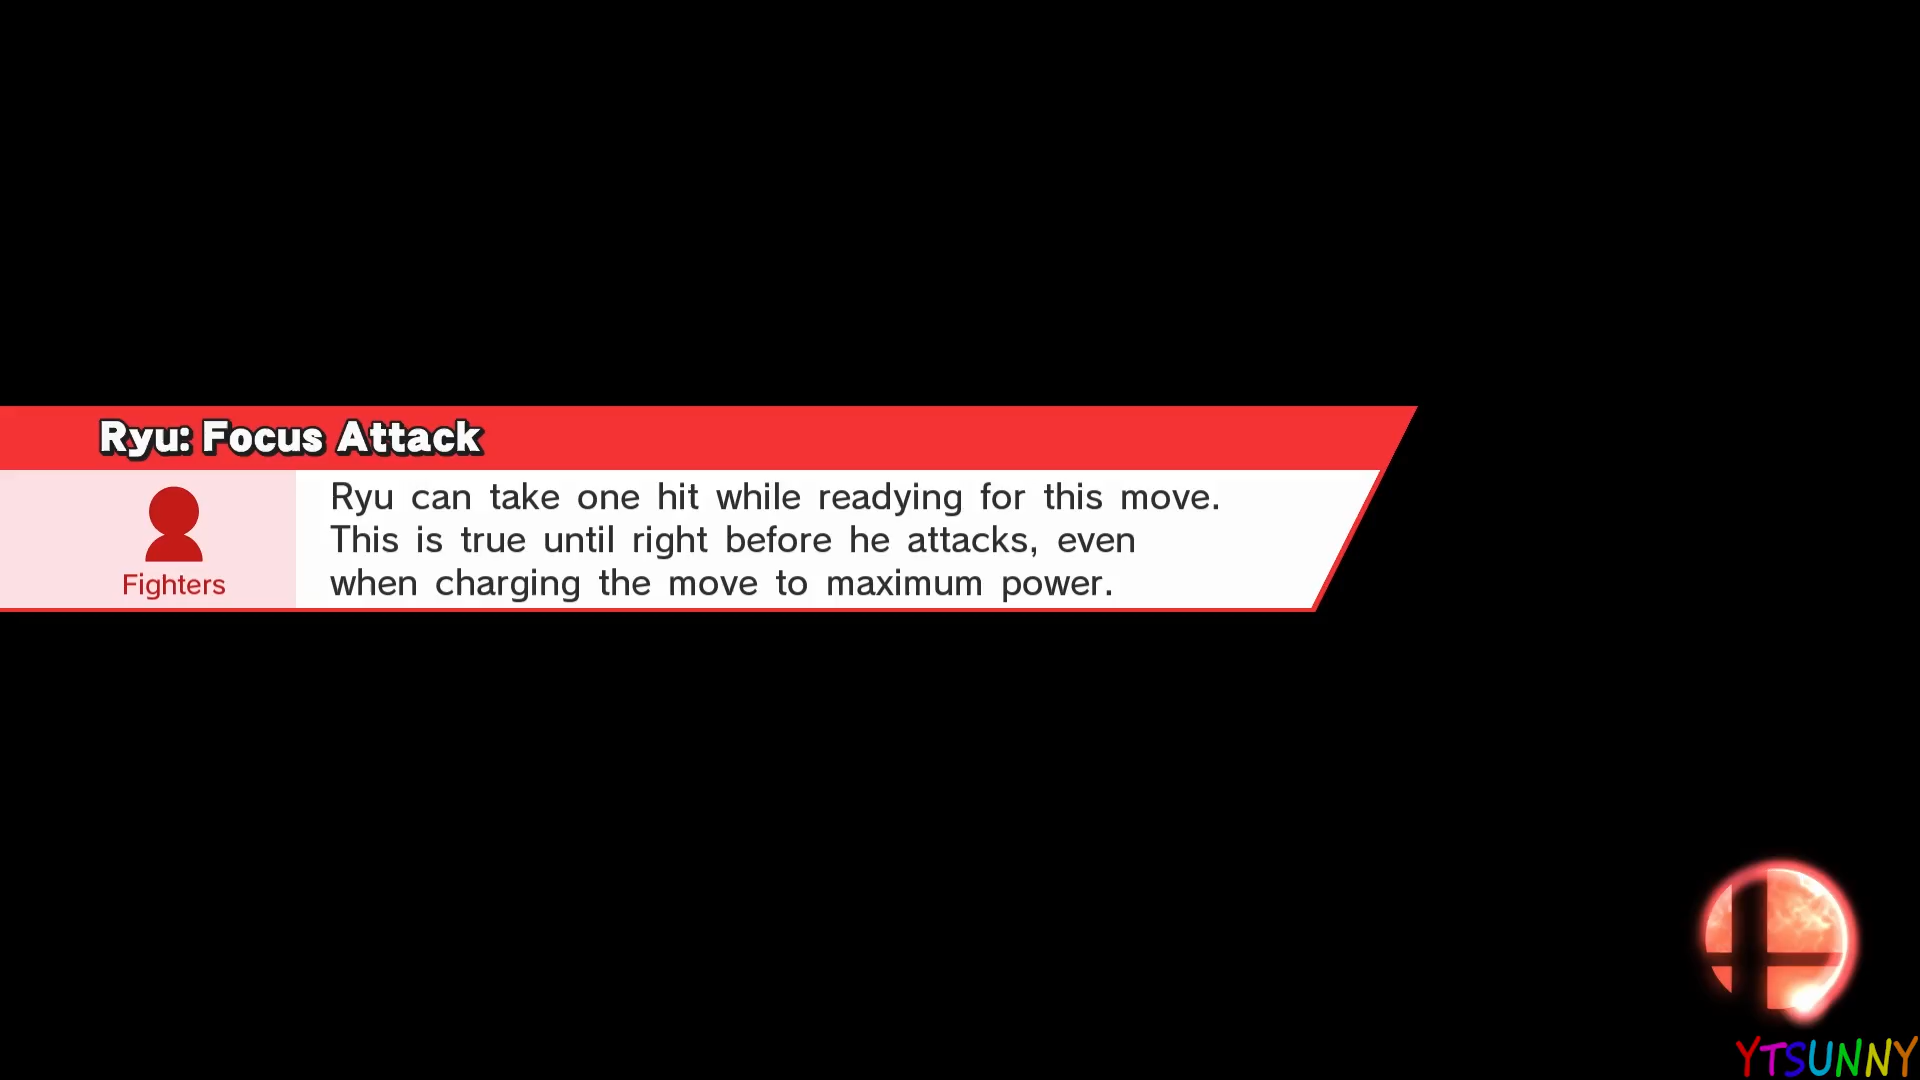 Ryu: Focus Attack
Ryu can take one hit while readying for this move.
This is true until right before he attacks, even
when charging the move to maximum power.
Fighters
YTSUNNY